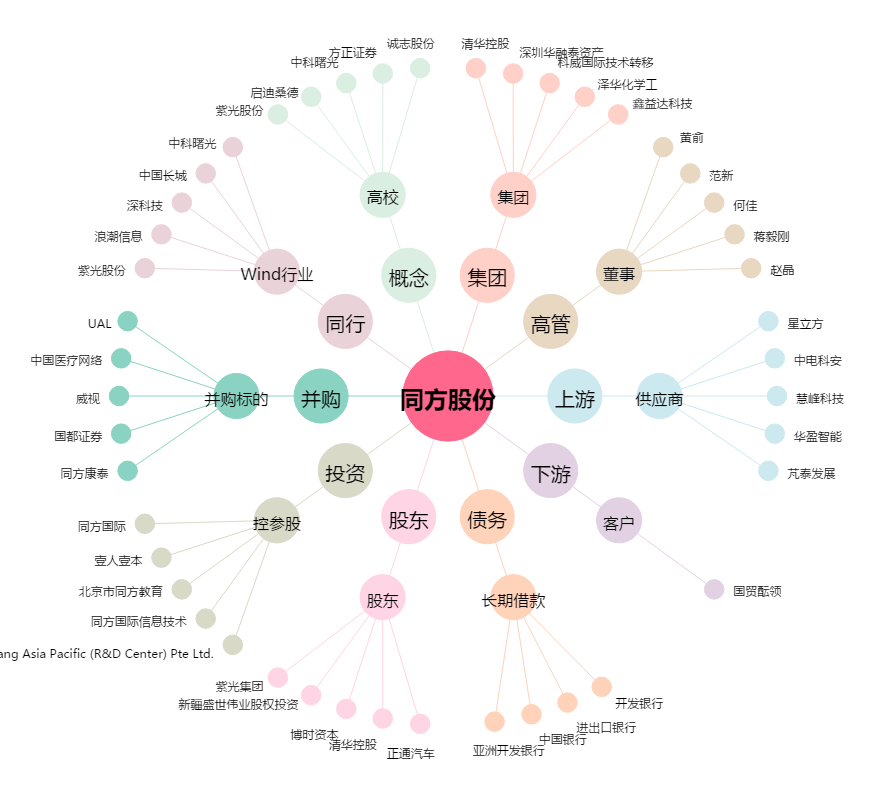 诚志股份
清华控股
方正证券
深圳华融泰资产
中科曙光
科威国际技术转移
启迪桑德
泽华化学工
紫光股份
鑫益达科技
中科曙光
黄俞
中国长城
范新
深科技
何佳
浪潮信息
蒋毅刚
紫光股份
赵晶
高校
集团
Wind行业
董事
概念
集团
同行
高管
UAL
星立方
中国医疗网络
中电科安
威视
慧峰科技
国都证券
华盈智能
同方康泰
芃泰发展
并购标的
并购
同方股份
上游
供应商
投资
下游
股东
债务
控参股
客户
同方国际
壹人壹本
北京市同方教育
国贸酝领
同方国际信息技术
ang Asia Pacific (R&D Center) Pte Ltd.
股东
长期借款
紫光集团
新疆盛世伟业股权投资
博时资本
清华控股
正通汽车
开发银行
进出口银行
中国银行
亚洲开发银行